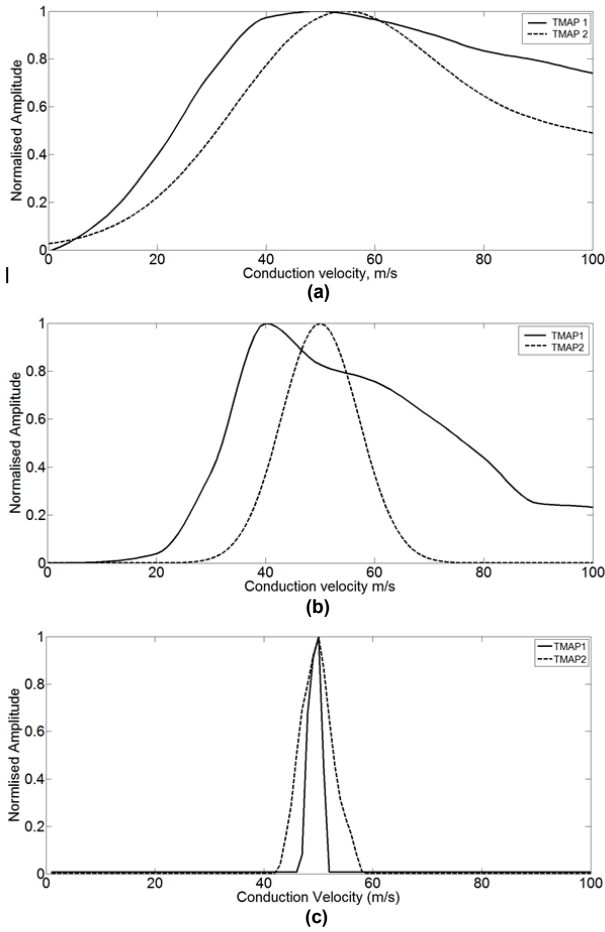 1
TMAP 1
TMAP 2
0.8
0.6
0.4
0.2
0
Normalised Amplitude
0 20 40 60 80 100
Conduction velocity, m/s
(a)
1
TMAP1
TMAP2
0.8
0.6
0.4
0.2
0
Normalised Amplitude
0 20 40 60 80 100
Conduction velocity m/s
(b)
1
TMAP1
TMAP2
0.8
0.6
0.4
0.2
0
Normlised Amplitude
0 20 40 60 80 100
Conduction Velocity (m/s)
(c)